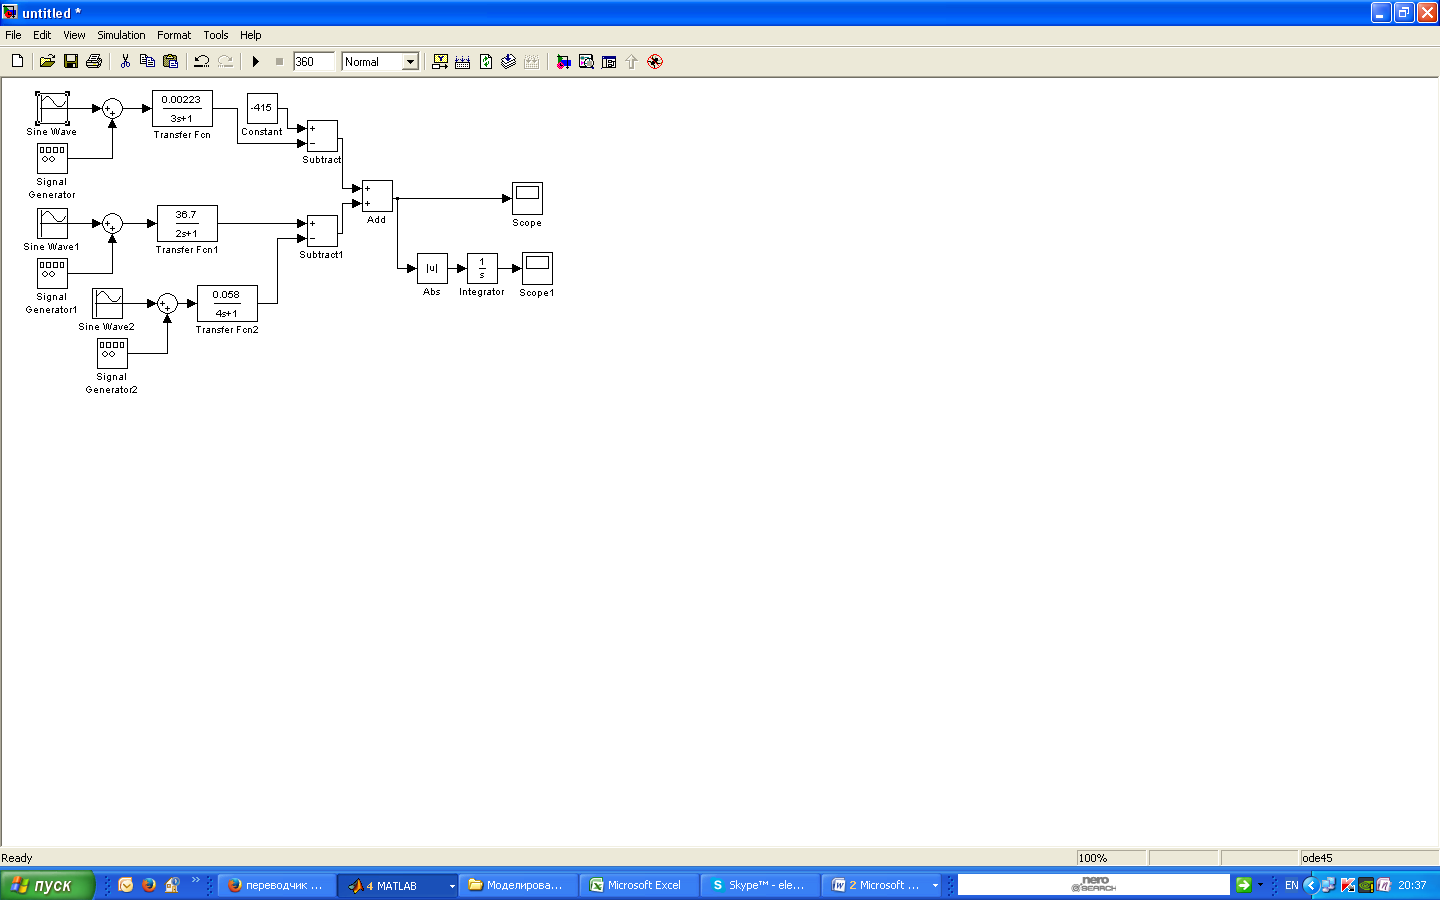 untitled *
File Edit View Simulation Format Tools Help
360 Normal
0.00223
3s+1
-415
+
+
+
−
Sine Wave
Transfer Fcn
Constant
Subtract
Signal
Generator
+
+
Add
Scope
36.7
2s+1
+
+
+
−
Sine Wave1
Transfer Fcn1
Subtract1
|u|
1
s
Abs
Integrator
Scope1
Signal
Generator1
0.058
4s+1
+
+
Sine Wave2
Transfer Fcn2
Signal
Generator2
Ready 100% ode45
пуск
переводчик ...
4 MATLAB
Моделирова...
Microsoft Excel
Skype™ - ele...
2 Microsoft ...
nero
SEARCH
EN
20:37